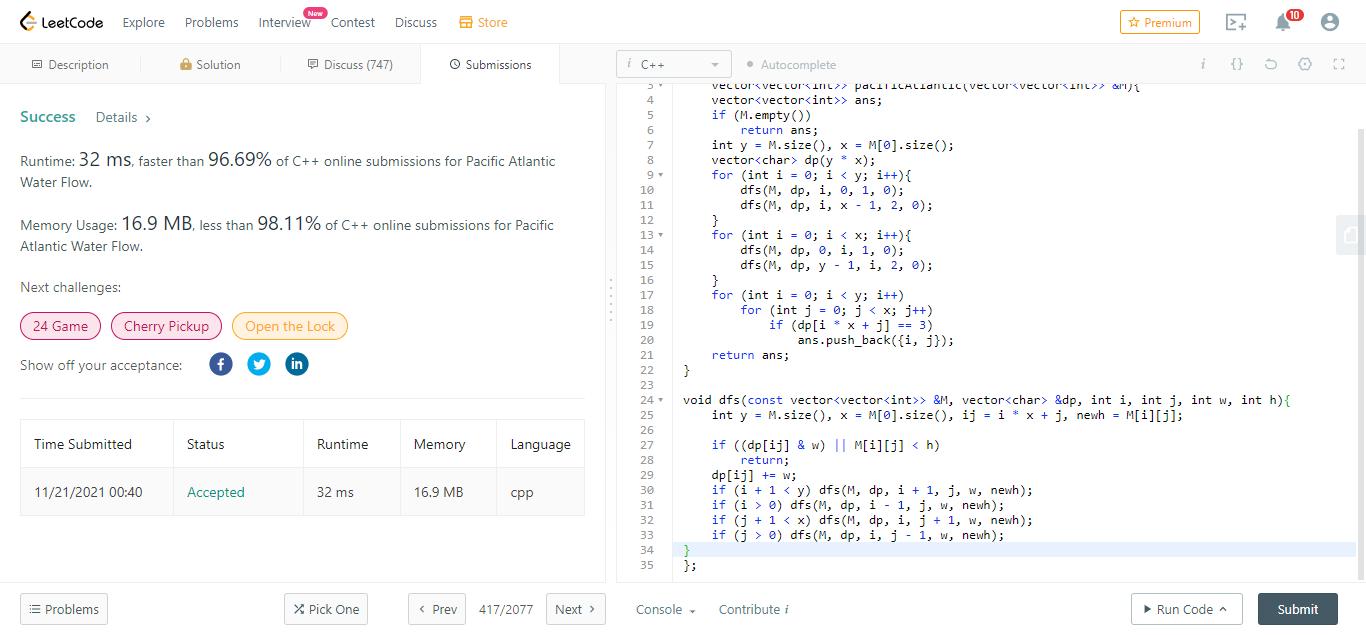 LeetCode Explore Problems Interview New Contest Discuss Store Premium 10
Description Solution Discuss (747) Submissions
i C++ Autocomplete i {}
Success Details >
Runtime: 32 ms, faster than 96.69% of C++ online submissions for Pacific Atlantic
Water Flow.
Memory Usage: 16.9 MB, less than 98.11% of C++ online submissions for Pacific
Atlantic Water Flow.
Next challenges:
24 Game Cherry Pickup Open the Lock
Show off your acceptance:
Time Submitted Status Runtime Memory Language
11/21/2021 00:40 Accepted 32 ms 16.9 MB cpp
3 vector<vector<int>> pacificAtlantic(vector<vector<int>> &M){
4 vector<vector<int>> ans;
5 if (M.empty())
6 return ans;
7 int y = M.size(), x = M[0].size();
8 vector<char> dp(y * x);
9 for (int i = 0; i < y; i++){
10 dfs(M, dp, i, 0, 1, 0);
11 dfs(M, dp, i, x - 1, 2, 0);
12 }
13 for (int i = 0; i < x; i++){
14 dfs(M, dp, 0, i, 1, 0);
15 dfs(M, dp, y - 1, i, 2, 0);
16 }
17 for (int i = 0; i < y; i++)
18 for (int j = 0; j < x; j++)
19 if (dp[i * x + j] == 3)
20 ans.push_back({i, j});
21 return ans;
22 }
23
24 void dfs(const vector<vector<int>> &M, vector<char> &dp, int i, int j, int w, int h){
25 int y = M.size(), x = M[0].size(), ij = i * x + j, newh = M[i][j];
26
27 if ((dp[ij] & w) || M[i][j] < h)
28 return;
29 dp[ij] += w;
30 if (i + 1 < y) dfs(M, dp, i + 1, j, w, newh);
31 if (i > 0) dfs(M, dp, i - 1, j, w, newh);
32 if (j + 1 < x) dfs(M, dp, i, j + 1, w, newh);
33 if (j > 0) dfs(M, dp, i, j - 1, w, newh);
34 }
35 };
Problems Pick One < Prev 417/2077 Next > Console Contribute i Run Code Submit